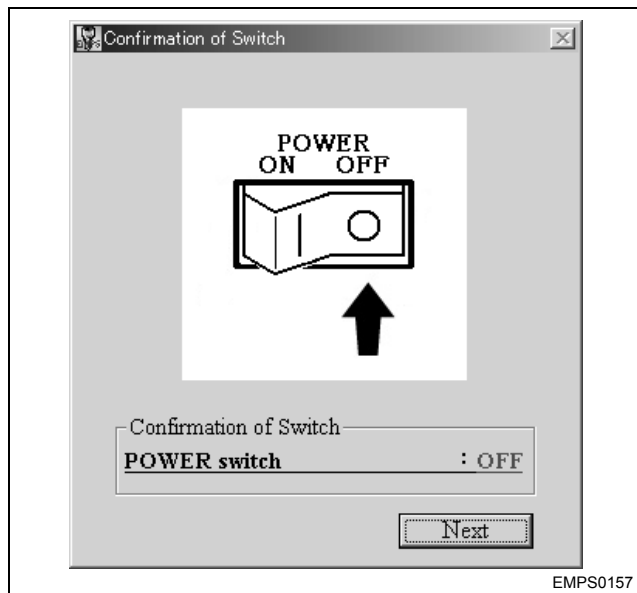 Confirmation of Switch
POWER
ON OFF
Confirmation of Switch
POWER switch : OFF
Next
EMPS0157